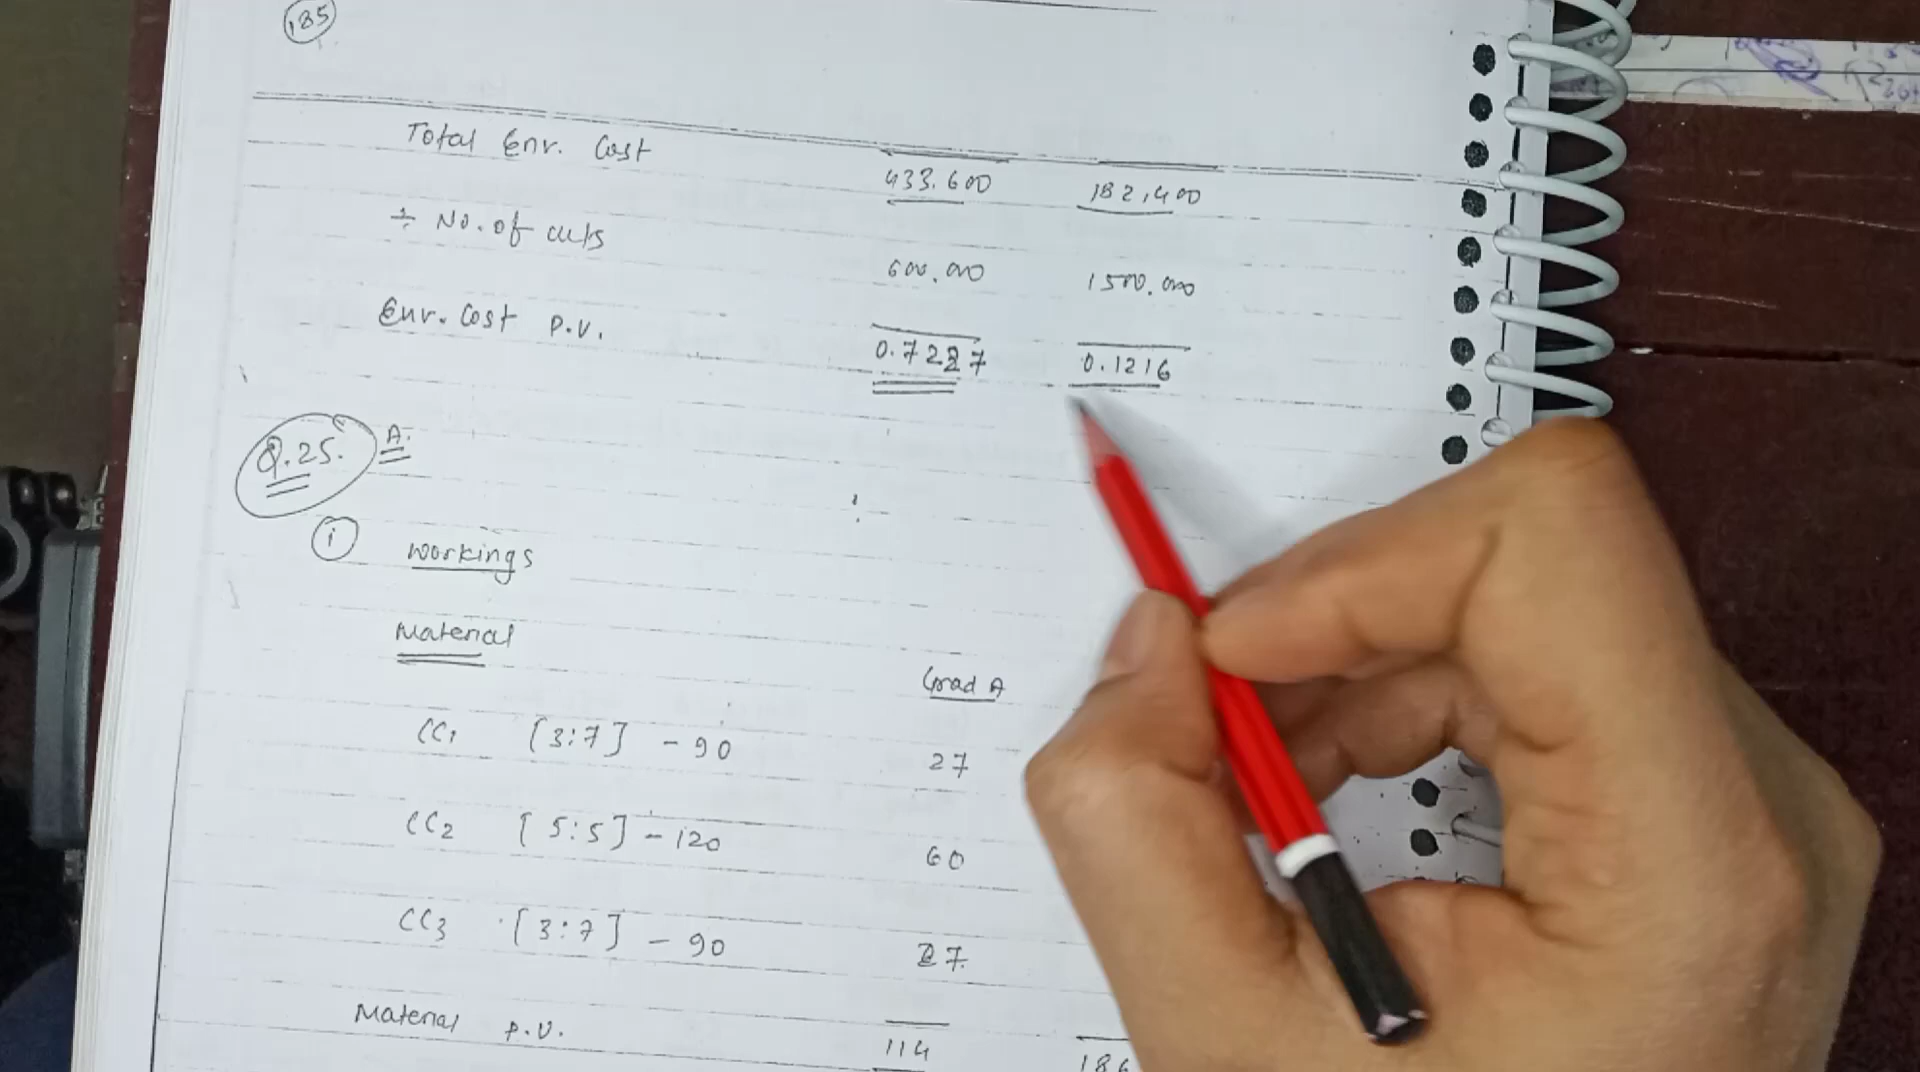 185
Total Env. Cost 433.600 182,400
÷ No. of
600.000 1500.000
Env. Cost P.U. 0.7227 0.1216
Q.25. A.
i Workings
Material
Grad A
CC1 [3:7] - 90 27
CC2 [5:5] - 120 60
CC3 [3:7] - 90 27.
Material P.U. 114 186